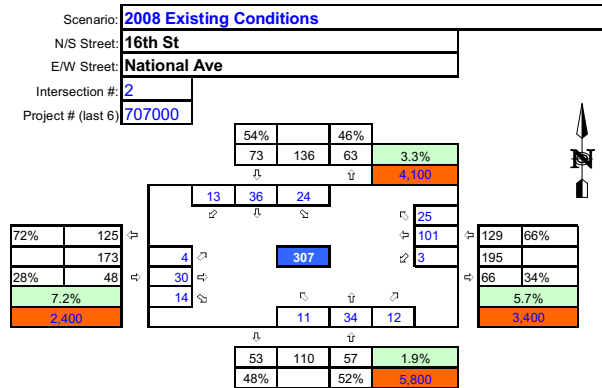 Scenario: 2008 Existing Conditions
N/S Street: 16th St
E/W Street: National Ave
Intersection #: 2
Project # (last 6) 707000
54% 46%
73 136 63 3.3%
⇩ ⇧ 4,100
N
13 36 24
⬃ ⇩ ⬂
⬁ 25
72% 125 ⇦ ⇦ 101 ⇦ 129 66%
173 4 ⬀ 307 ⬃ 3 195
28% 48 ⇨ 30 ⇨ ⇨ 66 34%
7.2% 14 ⬂ ⬁ ⇧ ⬀ 5.7%
2,400 11 34 12 3,400
⇩ ⇧
53 110 57 1.9%
48% 52% 5,800